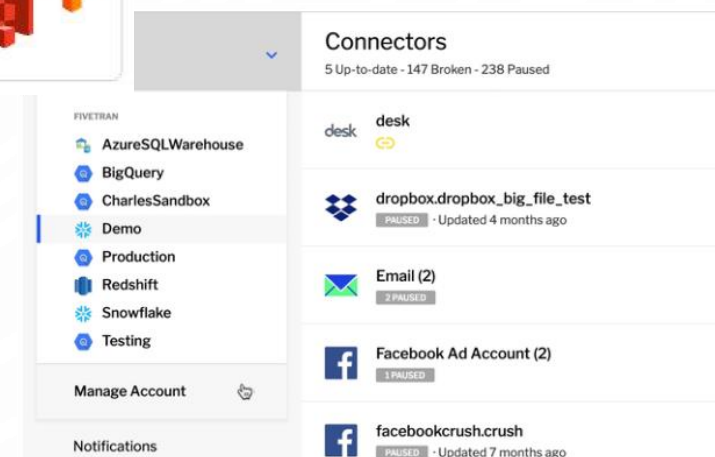 Connectors
5 Up-to-date - 147 Broken - 238 Paused
FIVETRAN
AzureSQLWarehouse
BigQuery
CharlesSandbox
Demo
Production
Redshift
Snowflake
Testing
Manage Account
Notifications
desk
desk
dropbox.dropbox_big_file_test
PAUSED · Updated 4 months ago
Email (2)
2 PAUSED
Facebook Ad Account (2)
1 PAUSED
facebookcrush.crush
PAUSED · Updated 7 months ago